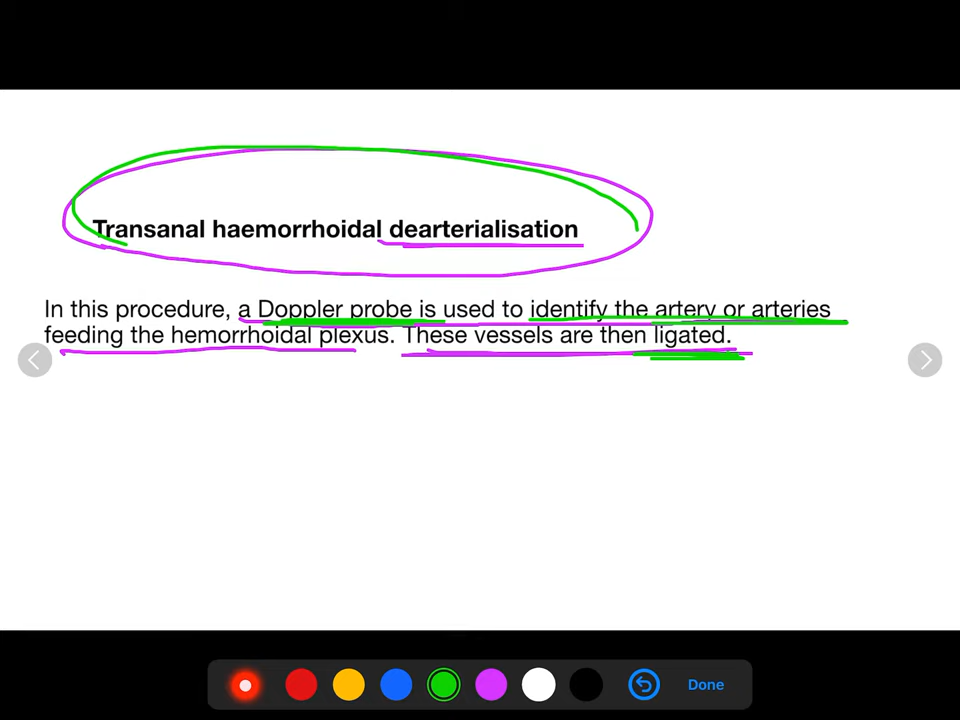 Transanal haemorrhoidal dearterialisation
In this procedure, a Doppler probe is used to identify the artery or arteries
feeding the hemorrhoidal plexus. These vessels are then ligated.
Done